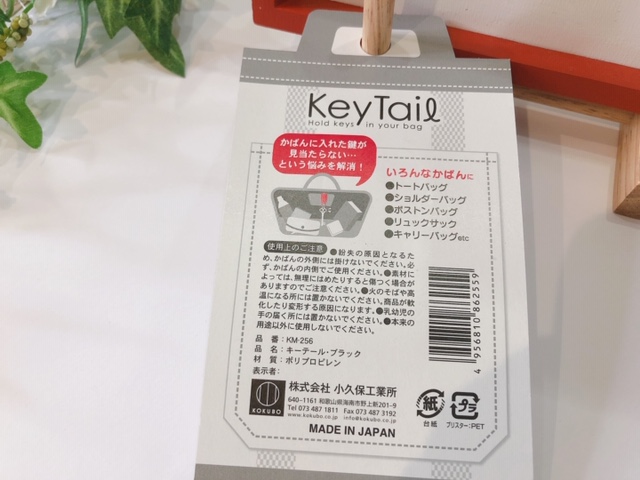 KeyTail
Hold keys in your bag
かばんに入れた鍵が
見当たらない…
という悩みを解消！
いろんなかばんに
●トートバッグ
●ショルダーバッグ
●ボストンバッグ
●リュックサック
●キャリーバッグetc
使用上のご注意 ●紛失の原因となるた
め、かばんの外側には掛けないでください。必
ず、かばんの内側でご使用ください。●素材に
よっては、無理にはめたりすると傷つく場合が
ありますのでご注意ください。●火のそばや高
温になる所には置かないでください。商品が軟
化したり変形する原因になります。●乳幼児の
手の届く所には置かないでください。●本来の
用途以外に使用しないでください。
品 番：KM-256
品 名：キーテール・ブラック
材 質：ポリプロピレン
表示者：
KOKUBO
株式会社 小久保工業所
640-1161 和歌山県海南市野上新201-9
Tel 073 487 1811 Fax 073 487 3192
www.kokubo.co.jp info@kokubo.co.jp
MADE IN JAPAN
4 956810 862559
紙
台紙
プラ
ブリスター:PET